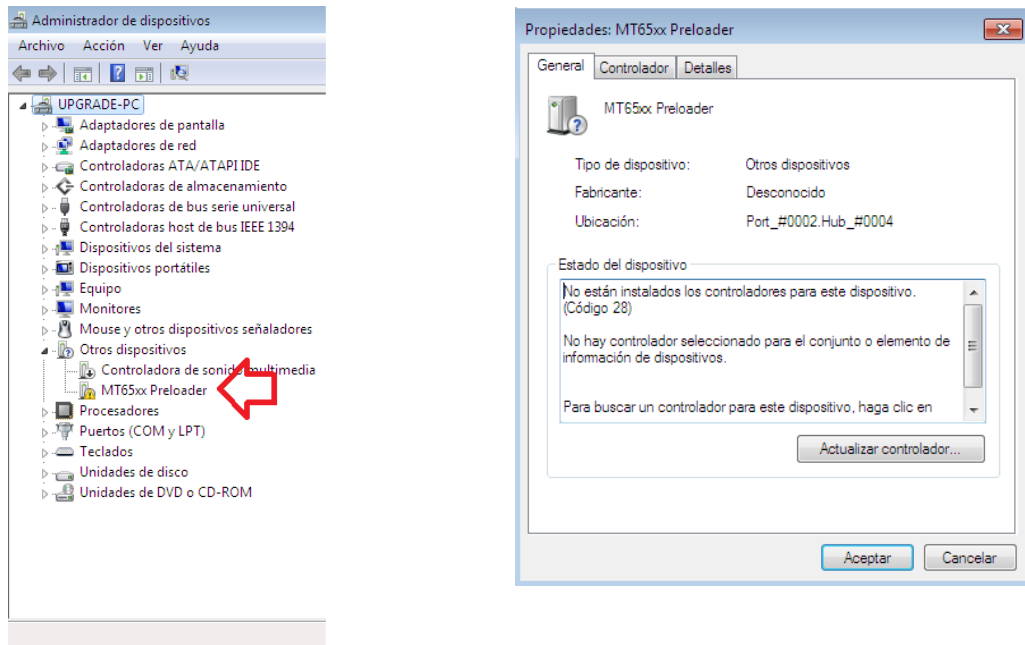 Administrador de dispositivos
Archivo Acción Ver Ayuda
UPGRADE-PC
Adaptadores de pantalla
Adaptadores de red
Controladoras ATA/ATAPI IDE
Controladoras de almacenamiento
Controladoras de bus serie universal
Controladoras host de bus IEEE 1394
Dispositivos del sistema
Dispositivos portátiles
Equipo
Monitores
Mouse y otros dispositivos señaladores
Otros dispositivos
Controladora de sonido multimedia
MT65xx Preloader
Procesadores
Puertos (COM y LPT)
Teclados
Unidades de disco
Unidades de DVD o CD-ROM
Propiedades: MT65xx Preloader
General Controlador Detalles
MT65xx Preloader
Tipo de dispositivo: Otros dispositivos
Fabricante: Desconocido
Ubicación: Port_#0002.Hub_#0004
Estado del dispositivo
No están instalados los controladores para este dispositivo.
(Código 28)
No hay controlador seleccionado para el conjunto o elemento de
información de dispositivos.
Para buscar un controlador para este dispositivo, haga clic en
Actualizar controlador...
Aceptar Cancelar